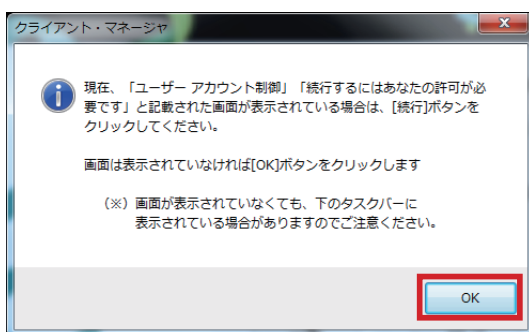 クライアント・マネージャ
現在、「ユーザー アカウント制御」「続行するにはあなたの許可が必
要です」と記載された画面が表示されている場合は、[続行]ボタンを
クリックしてください。
画面は表示されていなければ[OK]ボタンをクリックします
（※）画面が表示されていなくても、下のタスクバーに
表示されている場合がありますのでご注意ください。
OK